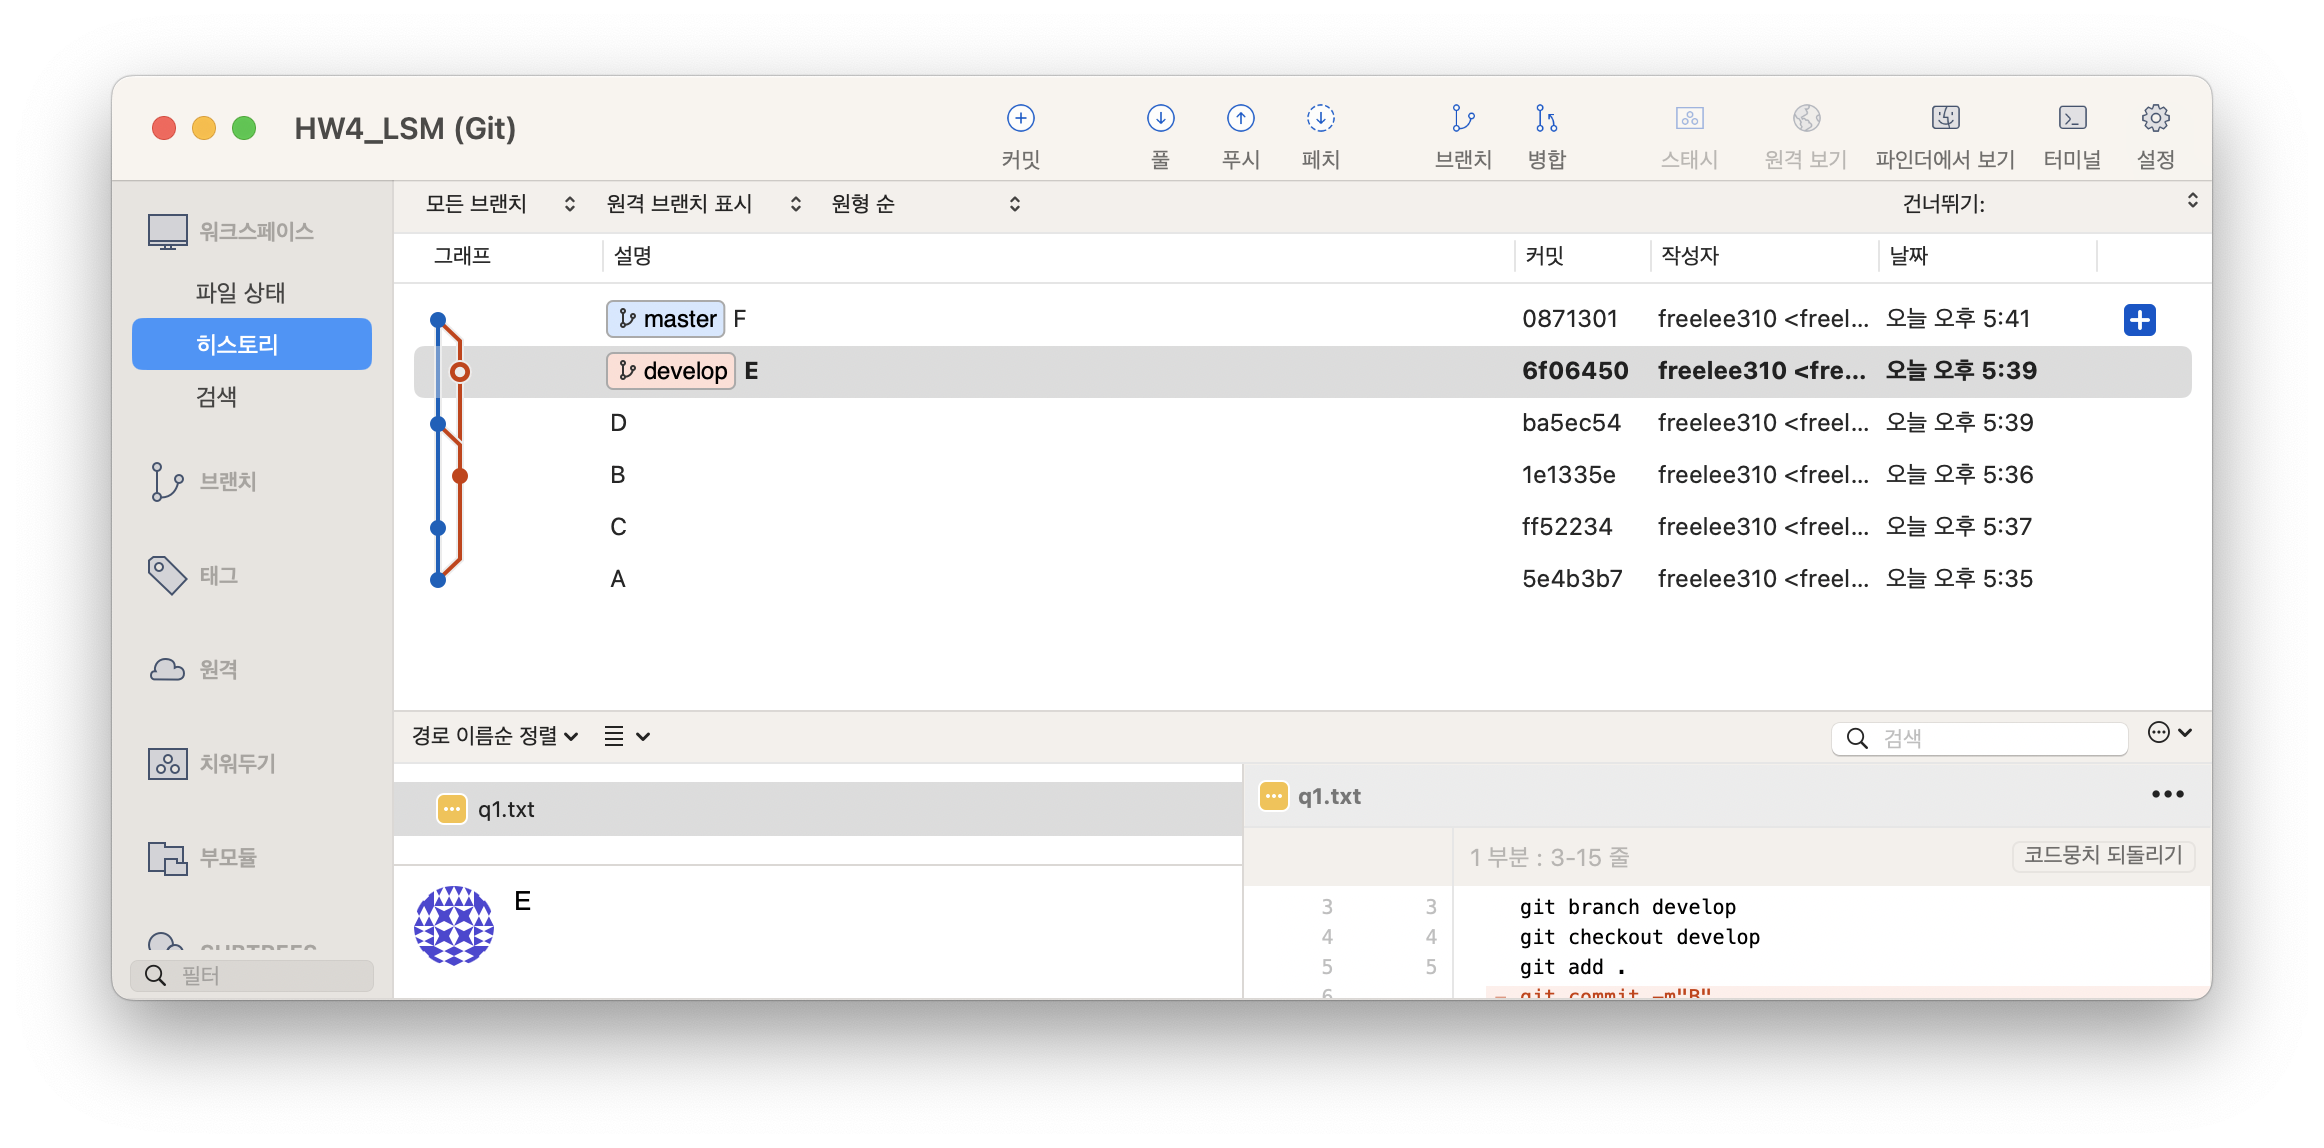 HW4_LSM (Git)
커밋
풀
푸시
페치
브랜치
병합
스태시
원격 보기
파인더에서 보기
터미널
설정
워크스페이스
파일 상태
히스토리
검색
브랜치
태그
원격
치워두기
부모듈
SUBTREES
필터
모든 브랜치 원격 브랜치 표시 원형 순 건너뛰기:
그래프 설명 커밋 작성자 날짜
master F 0871301 freelee310 <freel... 오늘 오후 5:41
develop E 6f06450 freelee310 <fre... 오늘 오후 5:39
D ba5ec54 freelee310 <freel... 오늘 오후 5:39
B 1e1335e freelee310 <freel... 오늘 오후 5:36
C ff52234 freelee310 <freel... 오늘 오후 5:37
A 5e4b3b7 freelee310 <freel... 오늘 오후 5:35
경로 이름순 정렬
검색
q1.txt
E
q1.txt
1 부분 : 3-15 줄 코드뭉치 되돌리기
3 3 git branch develop
4 4 git checkout develop
5 5 git add .
6 - git commit -m"B"